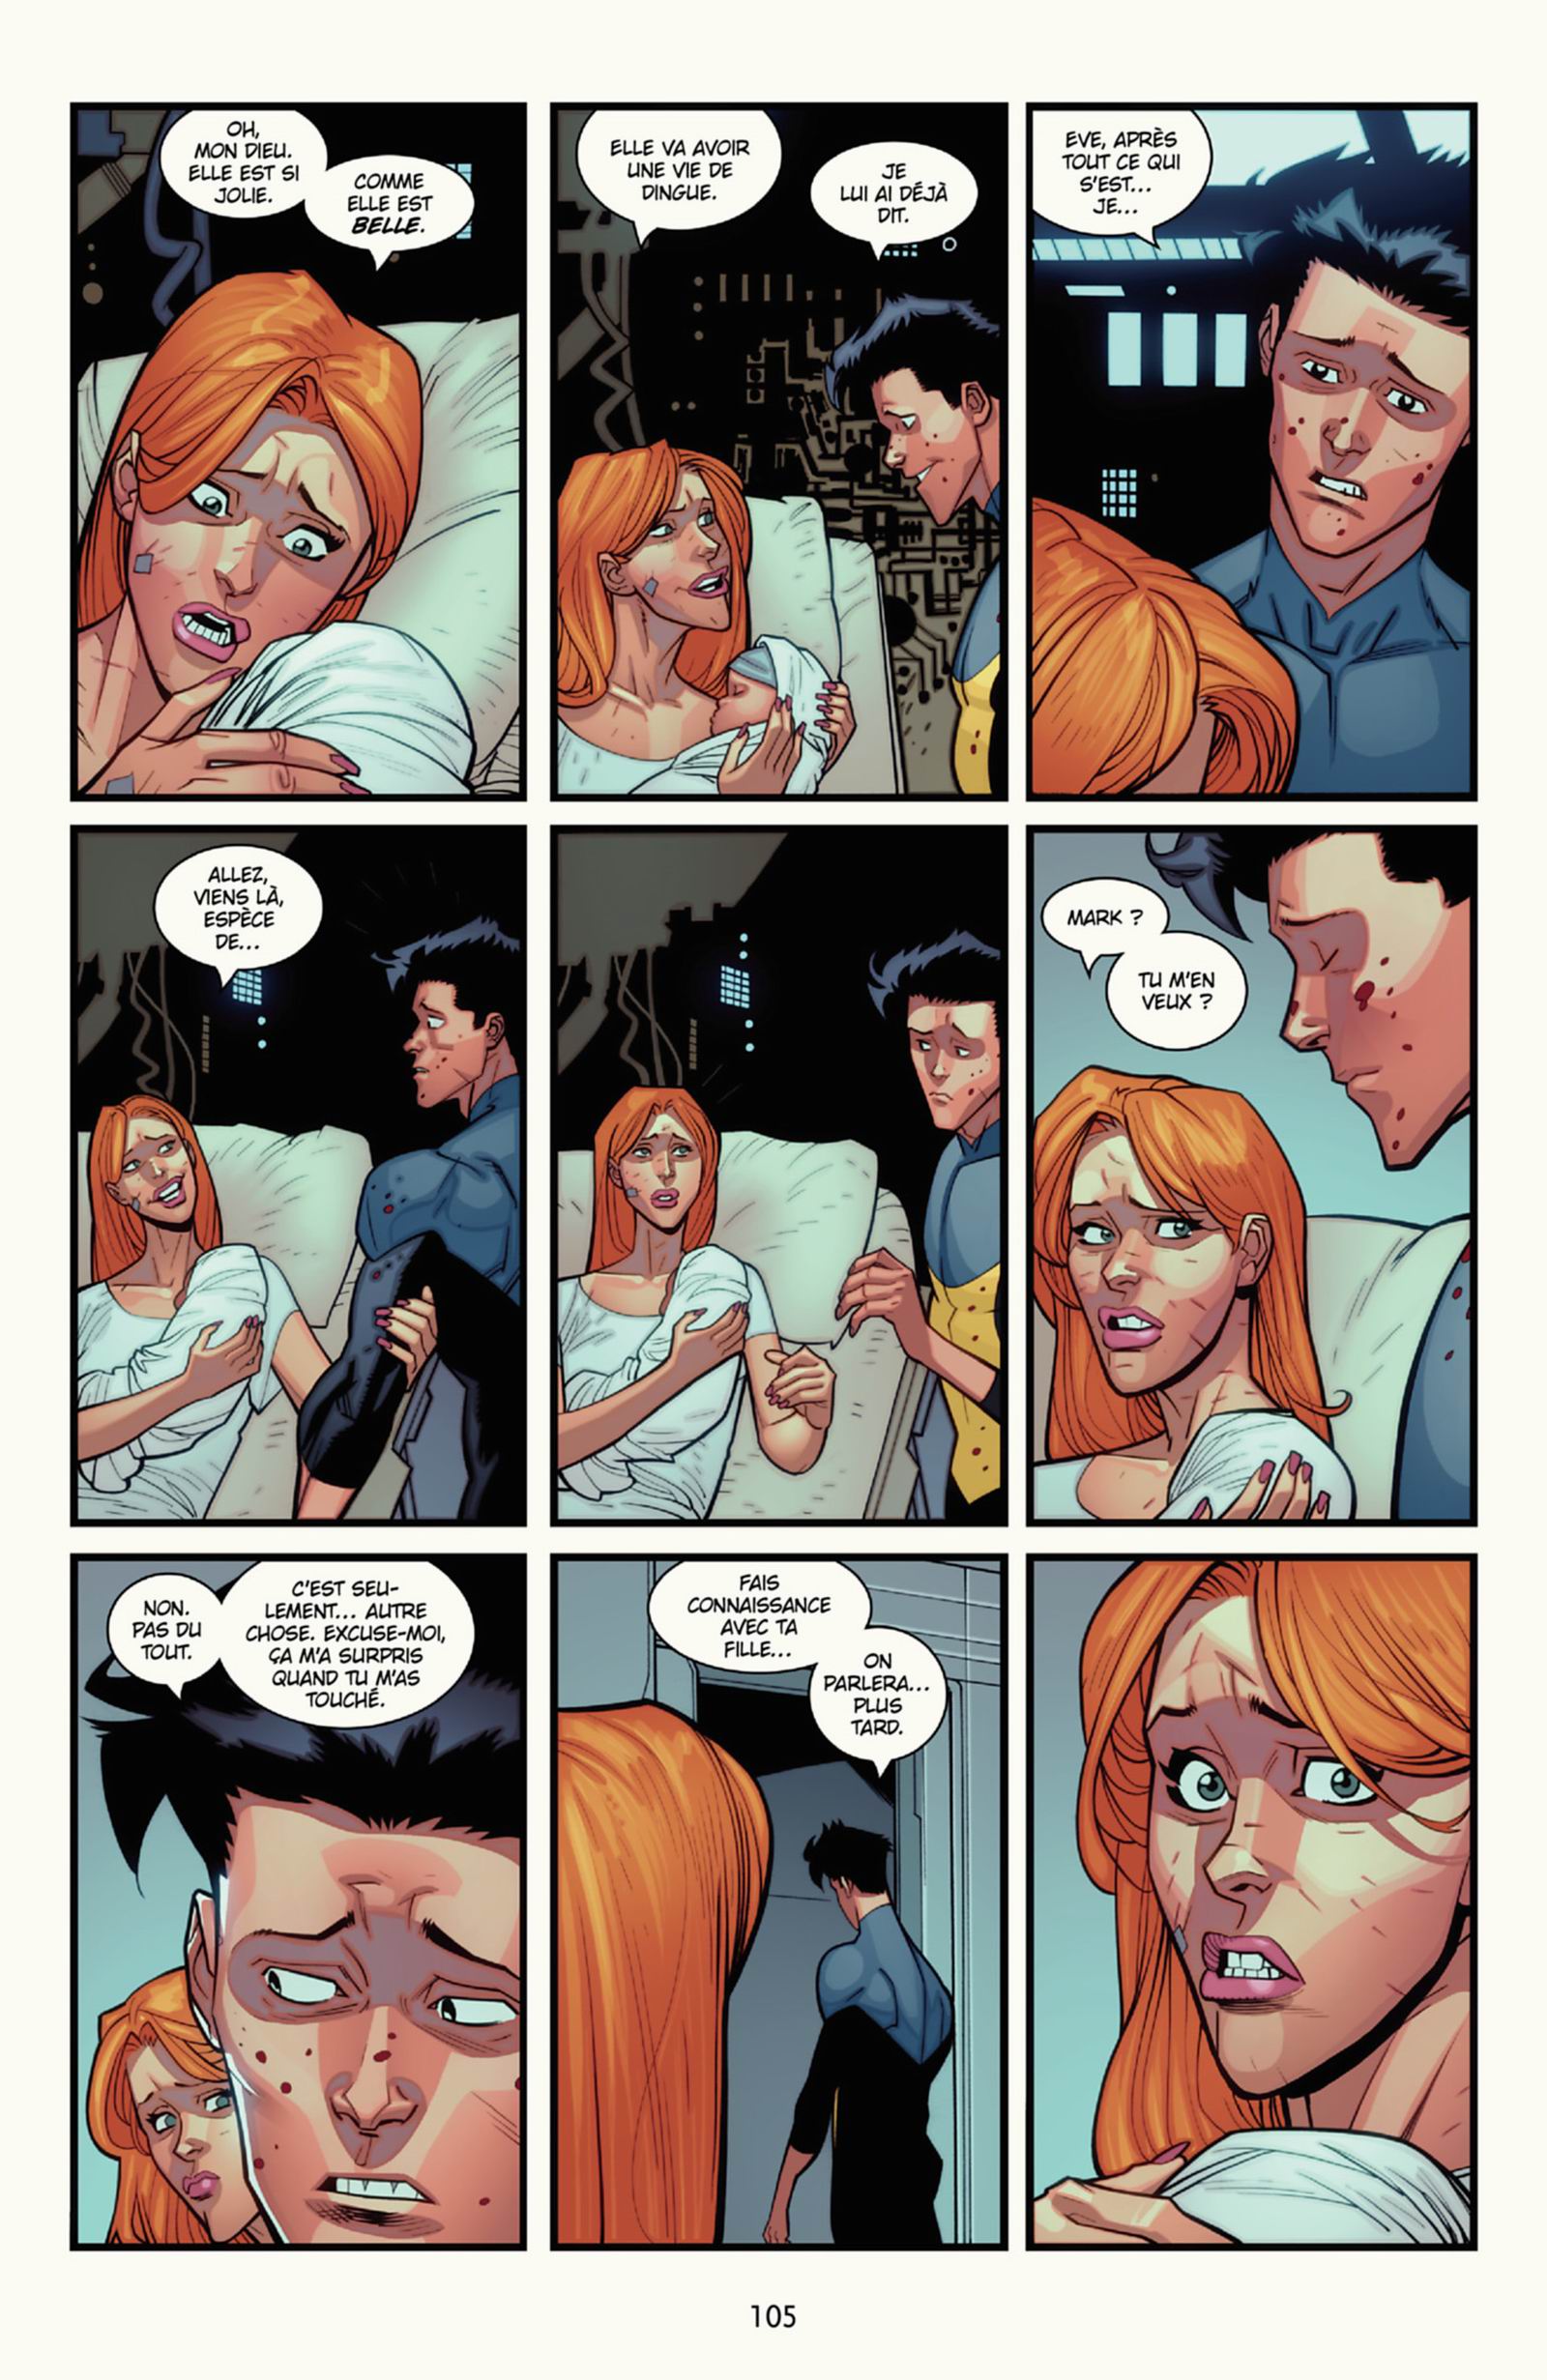 OH,
MON DIEU.
ELLE EST SI
JOLIE.
COMME
ELLE EST
BELLE.
ELLE VA AVOIR
UNE VIE DE
DINGUE.
JE
LUI AI DÉJÀ
DIT.
EVE, APRÈS
TOUT CE QUI
S'EST...
JE...
ALLEZ,
VIENS LÀ,
ESPÈCE
DE...
MARK ?
TU M'EN
VEUX ?
NON.
PAS DU
TOUT.
C'EST SEU-
LEMENT... AUTRE
CHOSE. EXCUSE-MOI,
ÇA M'A SURPRIS
QUAND TU M'AS
TOUCHÉ.
FAIS
CONNAISSANCE
AVEC TA
FILLE...
ON
PARLERA...
PLUS
TARD.
105